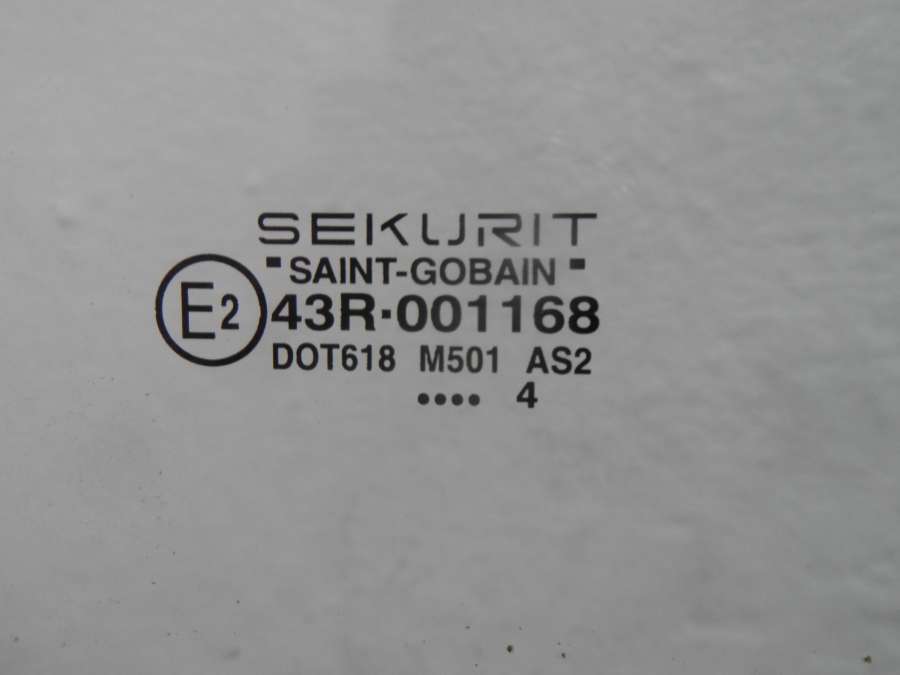 SEKURIT
"SAINT-GOBAIN"
E2 43R·001168
DOT618 M501 AS2
•••• 4